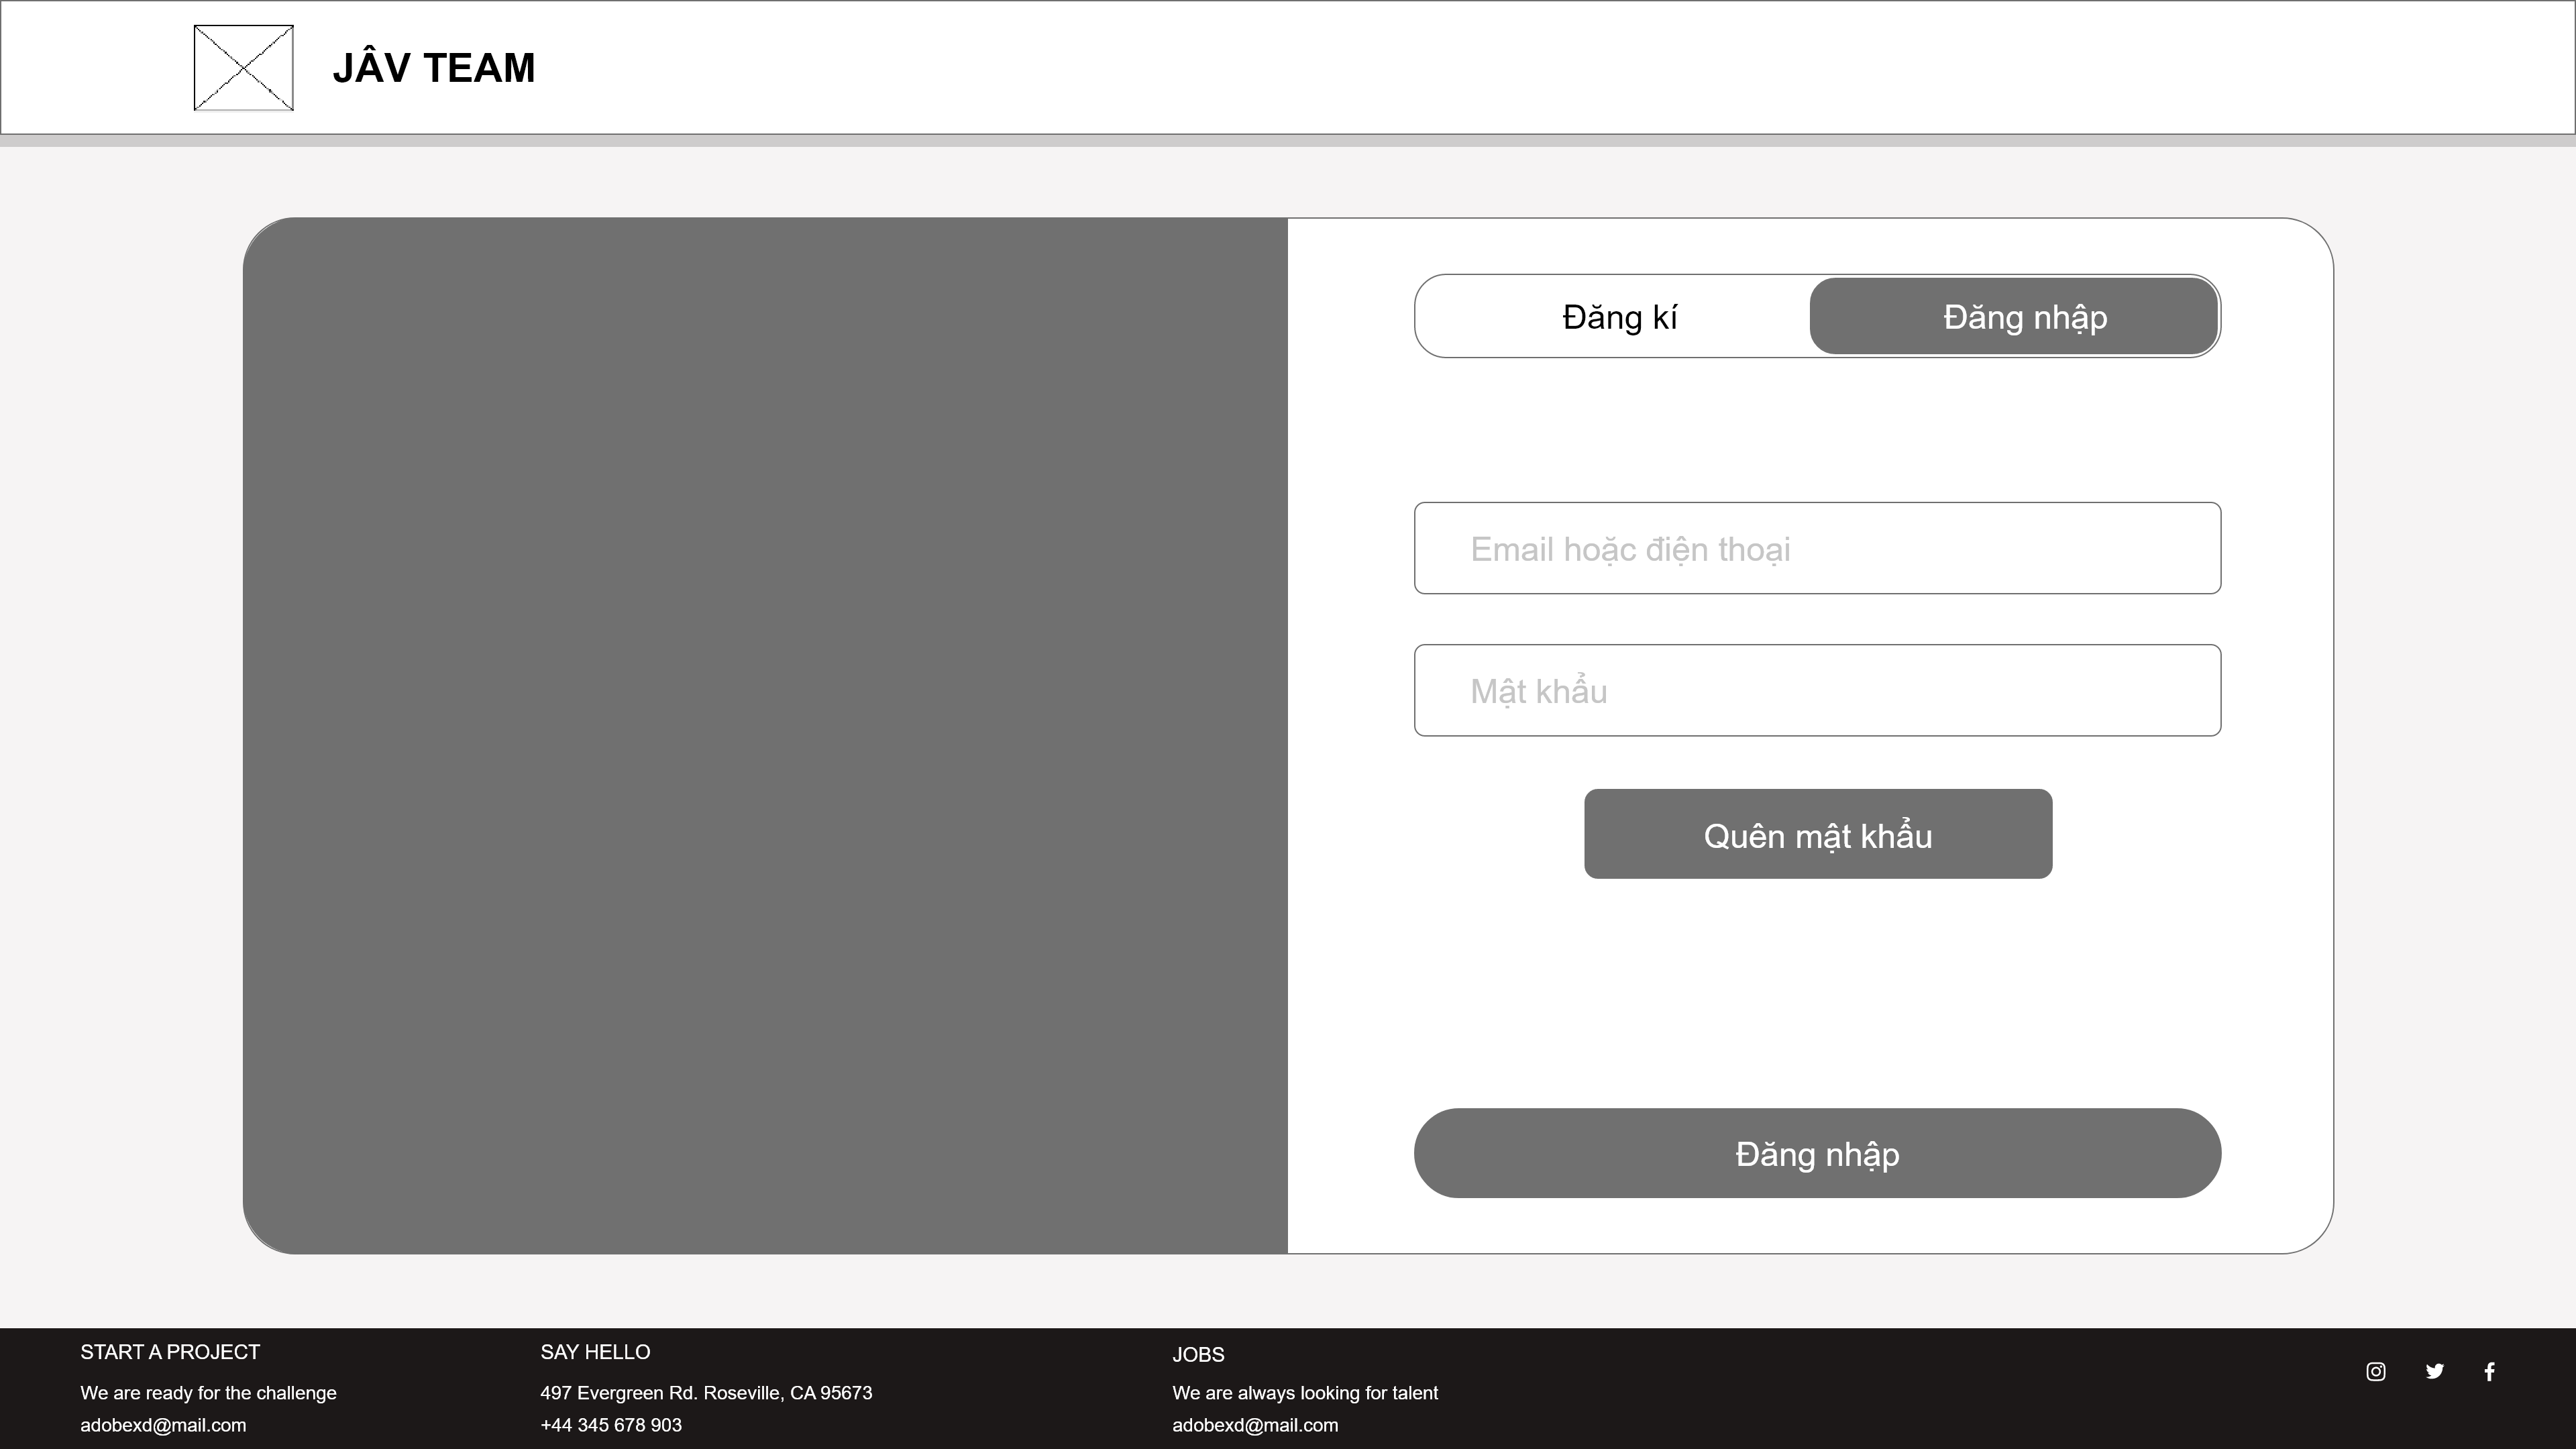 JÂV TEAM
Đăng kí
Đăng nhập
Email hoặc điện thoại
Mật khẩu
Quên mật khẩu
Đăng nhập
START A PROJECT
We are ready for the challenge
adobexd@mail.com
SAY HELLO
497 Evergreen Rd. Roseville, CA 95673
+44 345 678 903
JOBS
We are always looking for talent
adobexd@mail.com